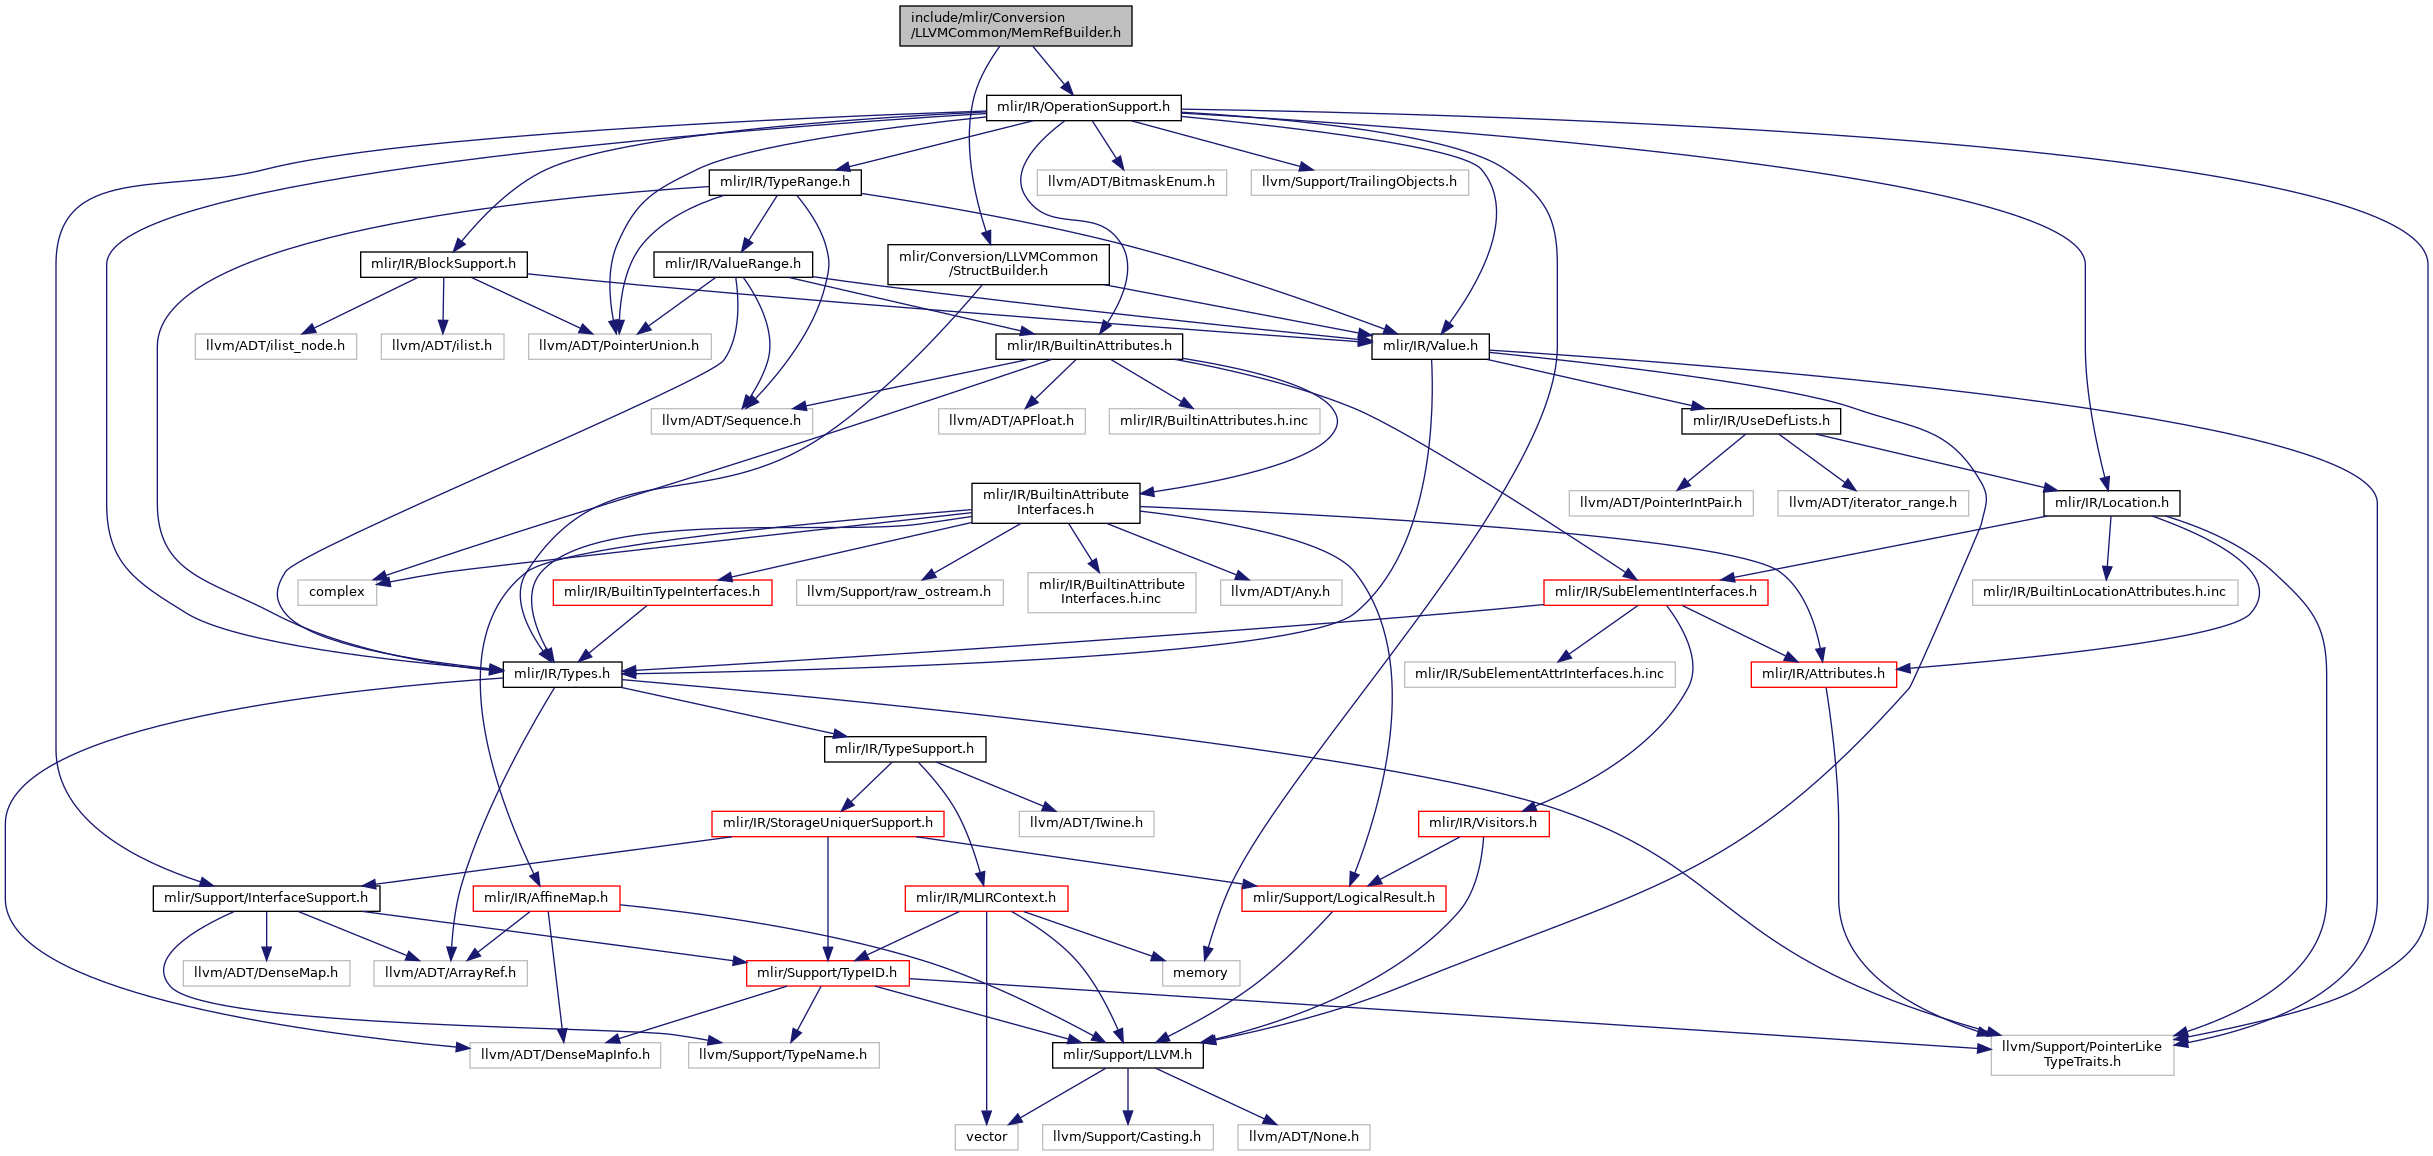 include/mlir/Conversion
/LLVMCommon/MemRefBuilder.h
mlir/IR/OperationSupport.h
mlir/IR/TypeRange.h
llvm/ADT/BitmaskEnum.h
llvm/Support/TrailingObjects.h
mlir/IR/BlockSupport.h
mlir/IR/ValueRange.h
mlir/Conversion/LLVMCommon
/StructBuilder.h
llvm/ADT/ilist_node.h
llvm/ADT/ilist.h
llvm/ADT/PointerUnion.h
mlir/IR/BuiltinAttributes.h
mlir/IR/Value.h
llvm/ADT/Sequence.h
llvm/ADT/APFloat.h
mlir/IR/BuiltinAttributes.h.inc
mlir/IR/UseDefLists.h
mlir/IR/BuiltinAttribute
Interfaces.h
llvm/ADT/PointerIntPair.h
llvm/ADT/iterator_range.h
mlir/IR/Location.h
complex
mlir/IR/BuiltinTypeInterfaces.h
llvm/Support/raw_ostream.h
mlir/IR/BuiltinAttribute
Interfaces.h.inc
llvm/ADT/Any.h
mlir/IR/SubElementInterfaces.h
mlir/IR/BuiltinLocationAttributes.h.inc
mlir/IR/Types.h
mlir/IR/SubElementAttrInterfaces.h.inc
mlir/IR/Attributes.h
mlir/IR/TypeSupport.h
mlir/IR/StorageUniquerSupport.h
llvm/ADT/Twine.h
mlir/IR/Visitors.h
mlir/Support/InterfaceSupport.h
mlir/IR/AffineMap.h
mlir/IR/MLIRContext.h
mlir/Support/LogicalResult.h
llvm/ADT/DenseMap.h
llvm/ADT/ArrayRef.h
mlir/Support/TypeID.h
memory
llvm/ADT/DenseMapInfo.h
llvm/Support/TypeName.h
mlir/Support/LLVM.h
llvm/Support/PointerLike
TypeTraits.h
vector
llvm/Support/Casting.h
llvm/ADT/None.h